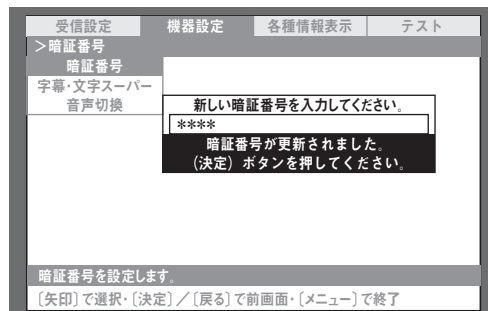 受信設定 機器設定 各種情報表示 テスト
＞暗証番号
暗証番号
字幕・文字スーパー
音声切換
新しい暗証番号を入力してください。
****
暗証番号が更新されました。
（決定）ボタンを押してください。
暗証番号を設定します。
〔矢印〕で選択・〔決定〕／〔戻る〕で前画面・〔メニュー〕で終了